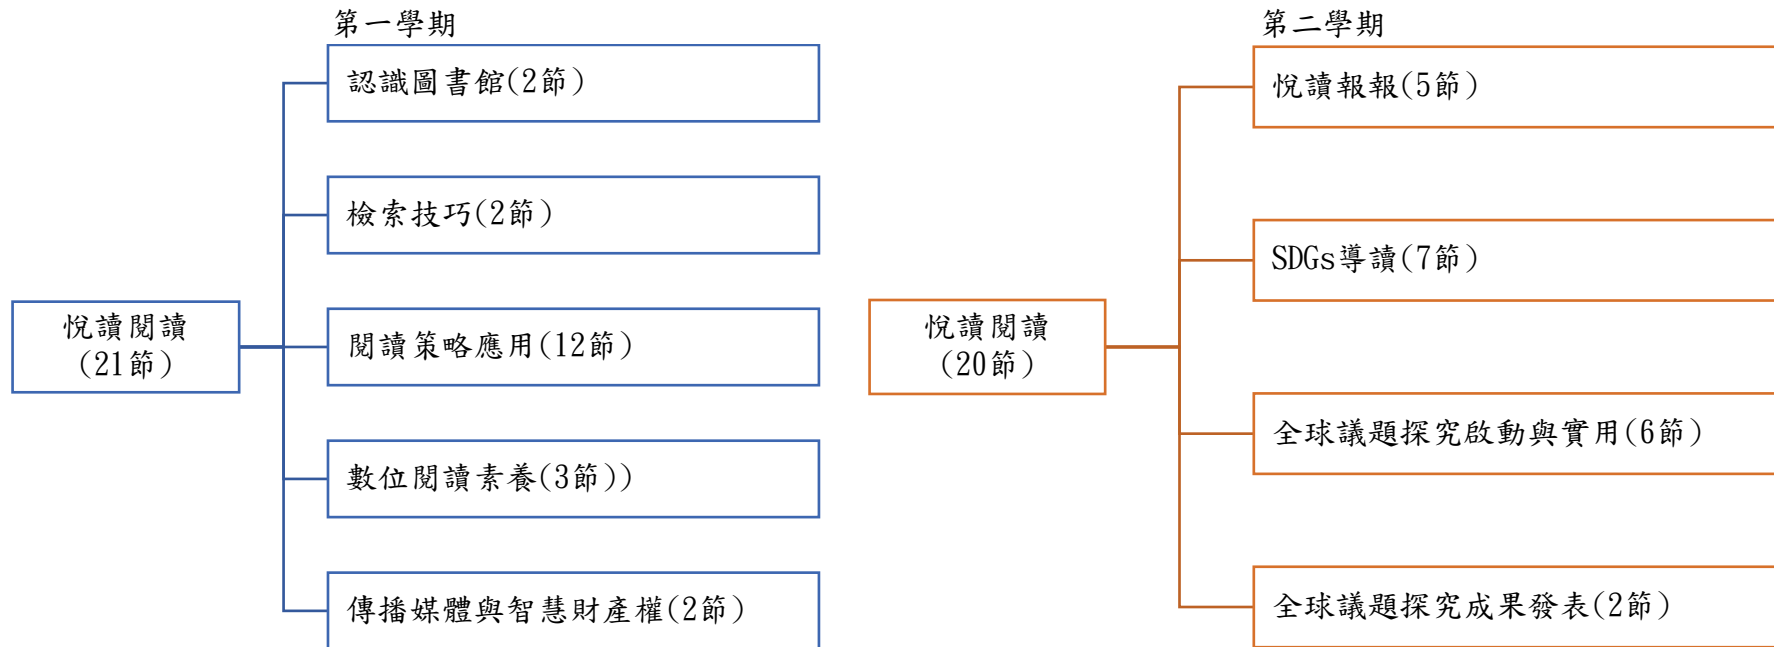 第一學期
悅讀閱讀
(21節)
認識圖書館(2節)
檢索技巧(2節)
閱讀策略應用(12節)
數位閱讀素養(3節))
傳播媒體與智慧財產權(2節)
第二學期
悅讀閱讀
(20節)
悅讀報報(5節)
SDGs導讀(7節)
全球議題探究啟動與實用(6節)
全球議題探究成果發表(2節)